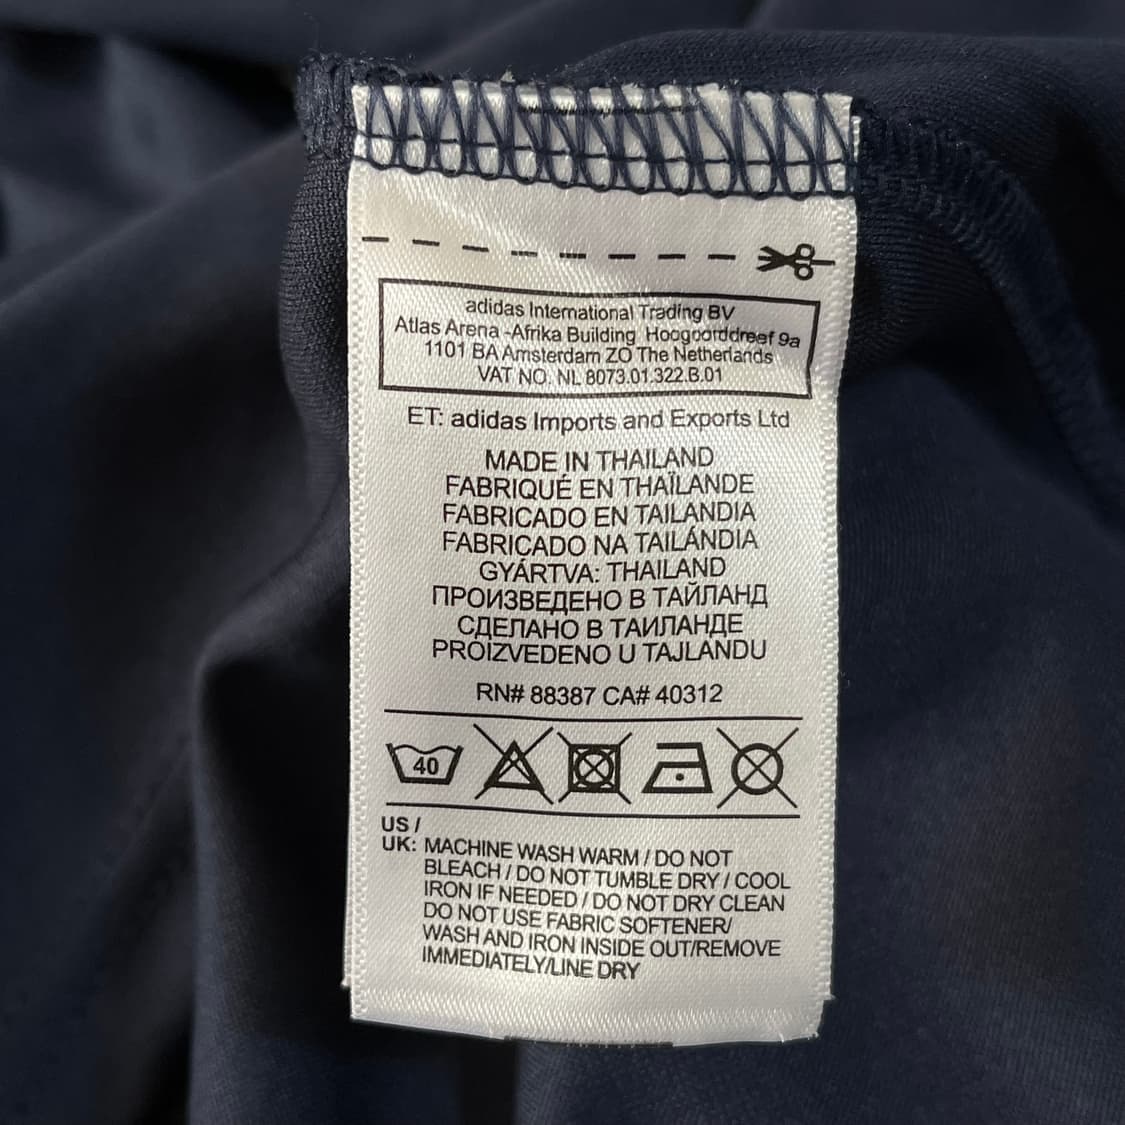 adidas International Trading BV
Atlas Arena -Afrika Building Hoogoorddreef 9a
1101 BA Amsterdam ZO The Netherlands
VAT NO. NL 8073.01.322.B.01
ET: adidas Imports and Exports Ltd
MADE IN THAILAND
FABRIQUÉ EN THAÏLANDE
FABRICADO EN TAILANDIA
FABRICADO NA TAILÁNDIA
GYÁRTVA: THAILAND
ПРОИЗВЕДЕНО В ТАЙЛАНД
СДЕЛАНО В ТАИЛАНДЕ
PROIZVEDENO U TAJLANDU
RN# 88387 CA# 40312
40
US /
UK: MACHINE WASH WARM / DO NOT
BLEACH / DO NOT TUMBLE DRY / COOL
IRON IF NEEDED / DO NOT DRY CLEAN
DO NOT USE FABRIC SOFTENER/
WASH AND IRON INSIDE OUT/REMOVE
IMMEDIATELY/LINE DRY